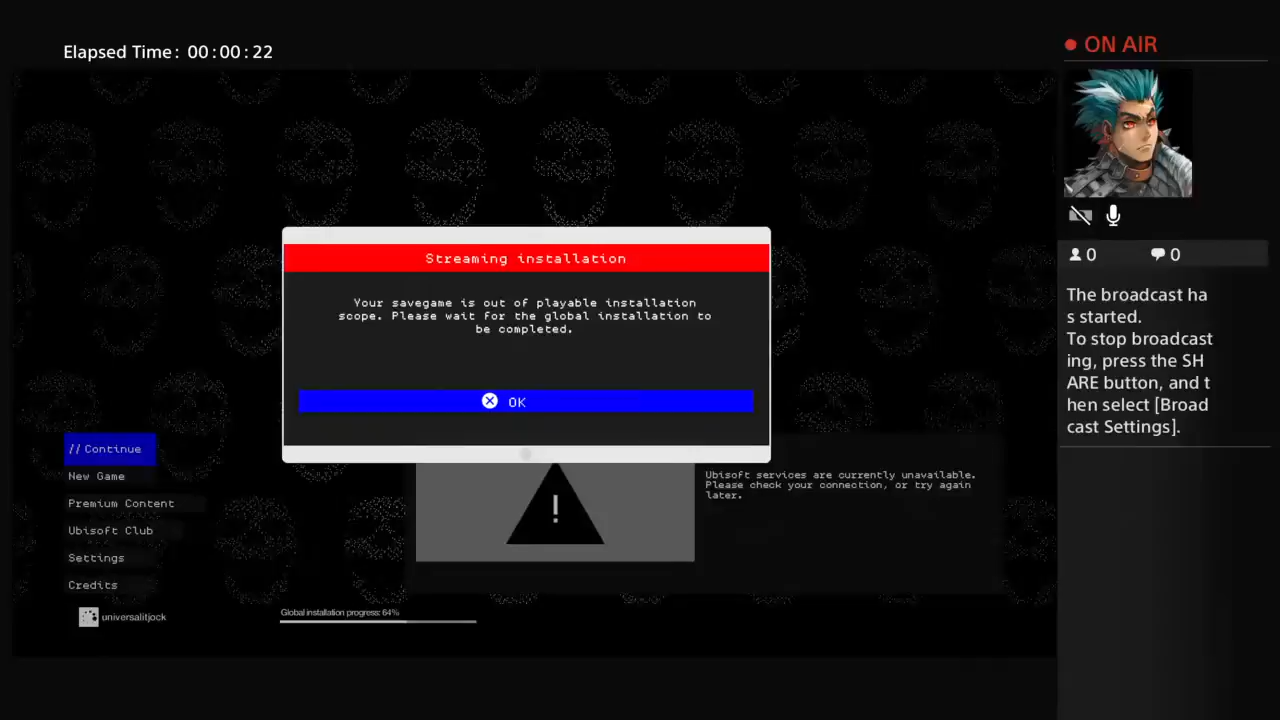 Elapsed Time: 00:00:22
ON AIR
0
0
The broadcast ha
s started.
To stop broadcast
ing, press the SH
ARE button, and t
hen select [Broad
cast Settings].
Streaming installation
Your savegame is out of playable installation
scope. Please wait for the global installation to
be completed.
OK
// Continue
New Game
Premium Content
Ubisoft Club
Settings
Credits
universalitjock
Ubisoft services are currently unavailable.
Please check your connection, or try again
later.
!
Global installation progress: 64%